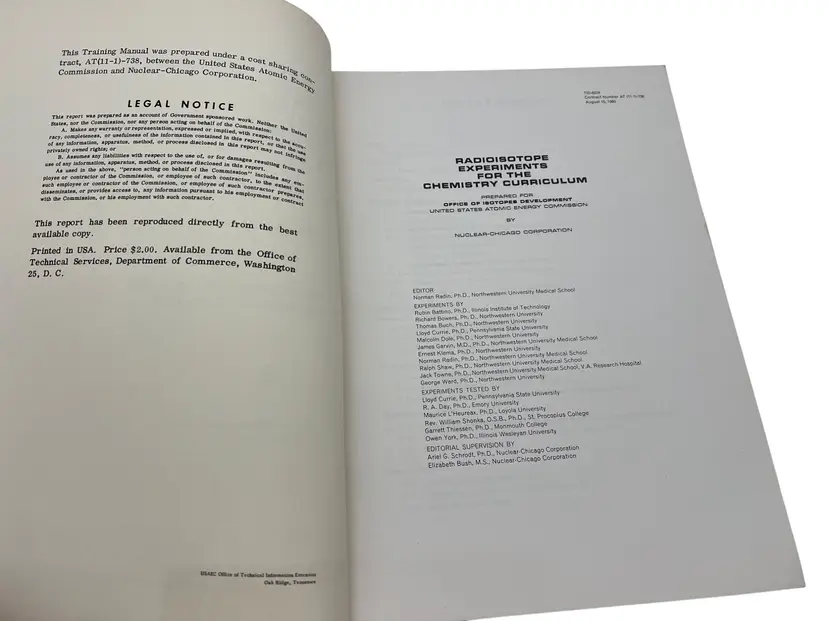 This Training Manual was prepared under a cost sharing con-
tract, AT(11-1)-738, between the United States Atomic Energy
Commission and Nuclear-Chicago Corporation.
LEGAL NOTICE
This report was prepared as an account of Government sponsored work. Neither the United
States, nor the Commission, nor any person acting on behalf of the Commission:
A. Makes any warranty or representation, expressed or implied, with respect to the accu-
racy, completeness, or usefulness of the information contained in this report, or that the use
of any information, apparatus, method, or process disclosed in this report may not infringe
privately owned rights; or
B. Assumes any liabilities with respect to the use of, or for damages resulting from the
use of any information, apparatus, method, or process disclosed in this report.
As used in the above, "person acting on behalf of the Commission" includes any em-
ployee or contractor of the Commission, or employee of such contractor, to the extent that
such employee or contractor of the Commission, or employee of such contractor prepares,
disseminates, or provides access to, any information pursuant to his employment or contract
with the Commission, or his employment with such contractor.
This report has been reproduced directly from the best
available copy.
Printed in USA. Price $2.00. Available from the Office of
Technical Services, Department of Commerce, Washington
25, D. C.
USAEC Office of Technical Information Extension
Oak Ridge, Tennessee
Contract Number AT (11-1)-738
RADIOISOTOPE
EXPERIMENTS
FOR THE
CHEMISTRY CURRICULUM
PREPARED FOR
OFFICE OF ISOTOPES DEVELOPMENT
UNITED STATES ATOMIC ENERGY COMMISSION
BY
NUCLEAR-CHICAGO CORPORATION
EDITOR
Norman Radin, Ph.D., Northwestern University Medical School
EXPERIMENTS BY
Rubin Battino, Ph.D., Illinois Institute of Technology
Richard Bowers, Ph. D., Northwestern University
Thomas Buch, Ph.D., Northwestern University
Lloyd Currie, Ph.D., Pennsylvania State University
Malcolm Dole, Ph.D., Northwestern University
James Garvin, M.D., Ph.D., Northwestern University Medical School
Ernest Klema, Ph.D., Northwestern University
Norman Radin, Ph.D., Northwestern University Medical School
Ralph Shaw, Ph.D., Northwestern University Medical School
Jack Towne, Ph.D., Northwestern University Medical School, V.A. Research Hospital
George Ward, Ph.D., Northwestern University
EXPERIMENTS TESTED BY
Lloyd Currie, Ph.D., Pennsylvania State University
R. A. Day, Ph.D., Emory University
Maurice L'Heureax, Ph.D., Loyola University
Rev. William Shonka, O.S.B., Ph.D., St. Procopius College
Garrett Thiessen, Ph.D., Monmouth College
Owen York, Ph.D., Illinois Wesleyan University
EDITORIAL SUPERVISION BY
Ariel G. Schrodt, Ph.D., Nuclear-Chicago Corporation
Elizabeth Bush, M.S., Nuclear-Chicago Corporation